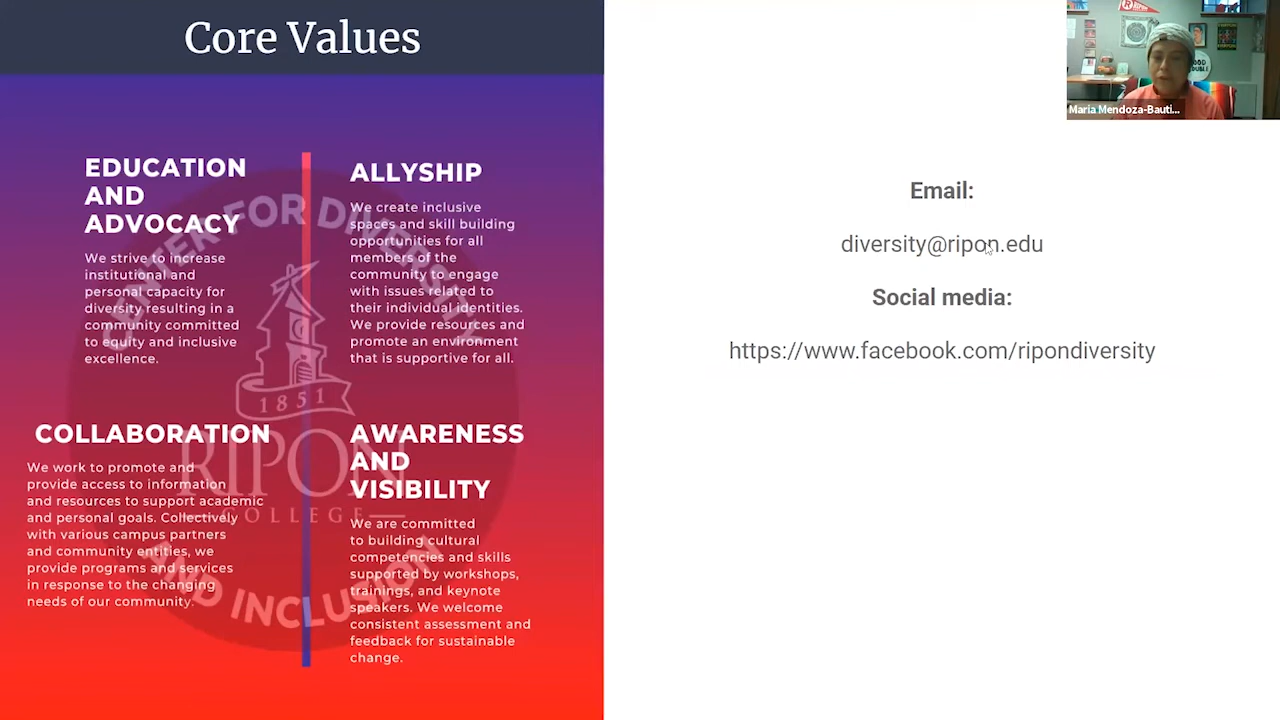 Core Values
EDUCATION
AND
ADVOCACY
We strive to increase
institutional and
personal capacity for
diversity resulting in a
community committed
to equity and inclusive
excellence.
ALLYSHIP
We create inclusive
spaces and skill building
opportunities for all
members of the
community to engage
with issues related to
their individual identities.
We provide resources and
promote an environment
that is supportive for all.
COLLABORATION
We work to promote and
provide access to information
and resources to support academic
and personal goals. Collectively
with various campus partners
and community entities, we
provide programs and services
in response to the changing
needs of our community.
AWARENESS
AND
VISIBILITY
We are committed
to building cultural
competencies and skills
supported by workshops,
trainings, and keynote
speakers. We welcome
consistent assessment and
feedback for sustainable
change.
CENTER FOR DIVERSITY
1851
RIPON
COLLEGE
AND INCLUSION
Email:
diversity@ripon.edu
Social media:
https://www.facebook.com/ripondiversity
Ripon
Maria Mendoza-Bauti...